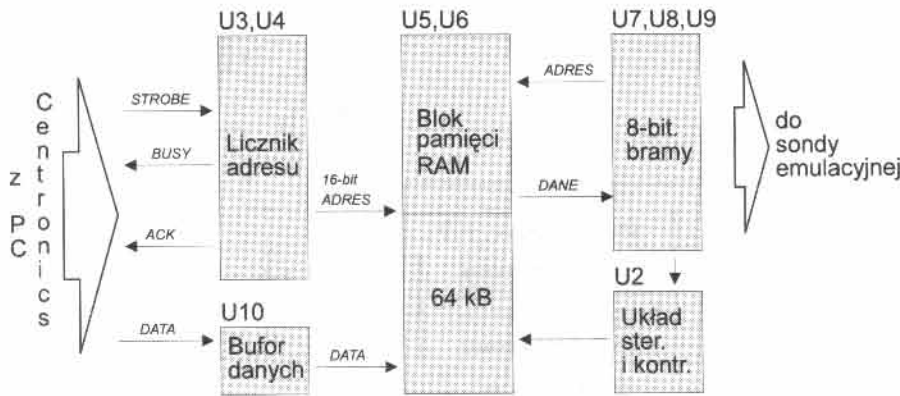 Centronics
z PC
STROBE
BUSY
ACK
DATA
U3,U4
Licznik
adresu
16-bit
ADRES
U10
Bufor
danych
DATA
U5,U6
Blok
pamięci
RAM
64 kB
ADRES
DANE
U7,U8,U9
8-bit.
bramy
U2
Układ
ster.
i kontr.
do
sondy
emulacyjnej